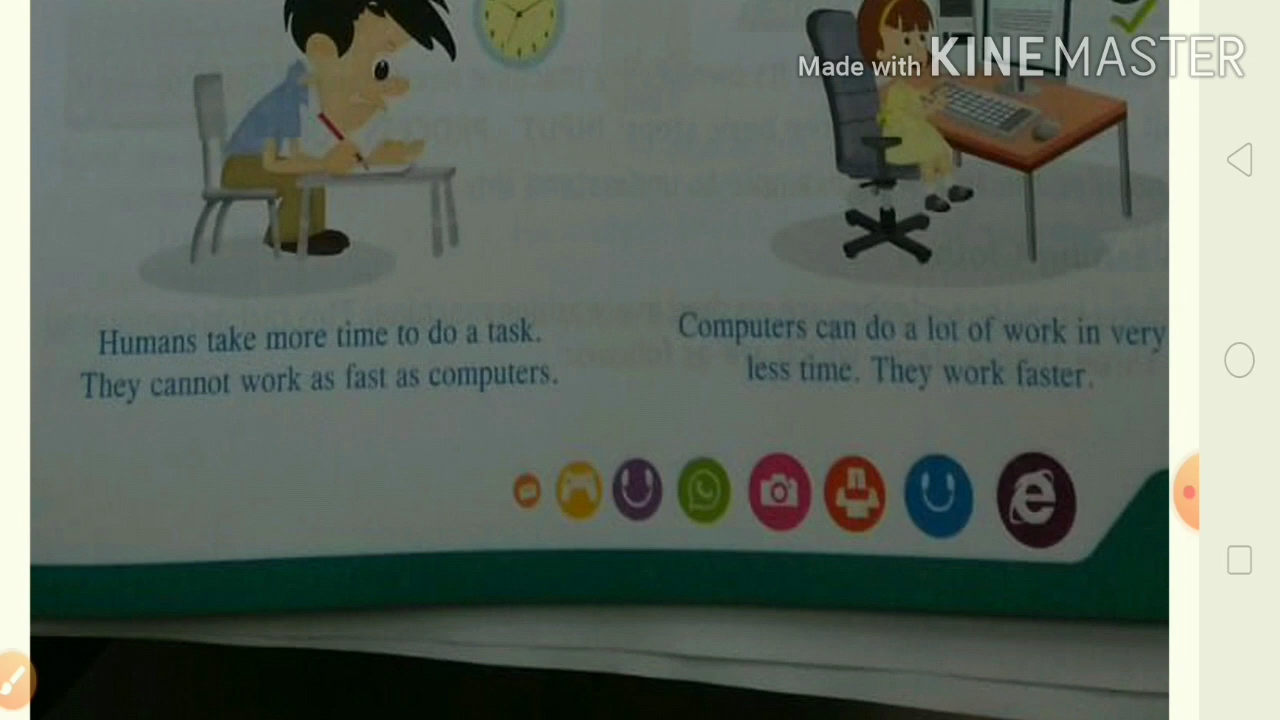 Made with KINEMASTER
Humans take more time to do a task.
They cannot work as fast as computers.
Computers can do a lot of work in very
less time. They work faster.